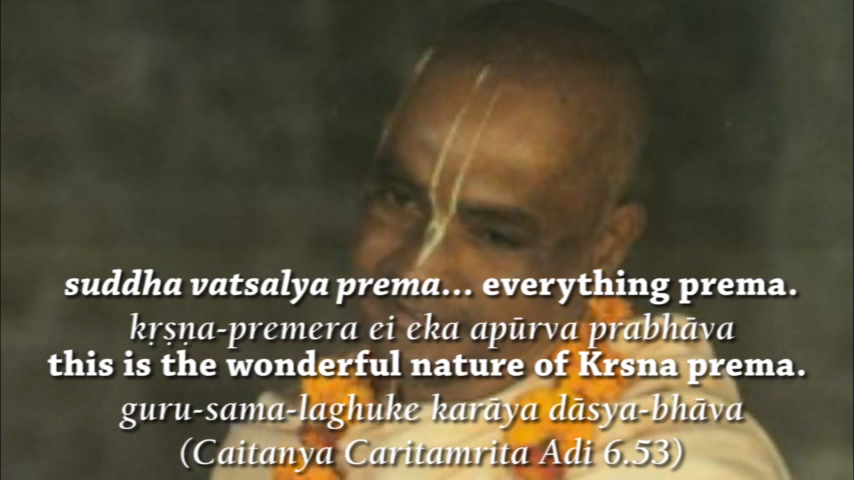 suddha vatsalya prema... everything prema.
kṛṣṇa-premera ei eka apūrva prabhāva
this is the wonderful nature of Krsna prema.
guru-sama-laghuke karāya dāsya-bhāva
(Caitanya Caritamrita Adi 6.53)